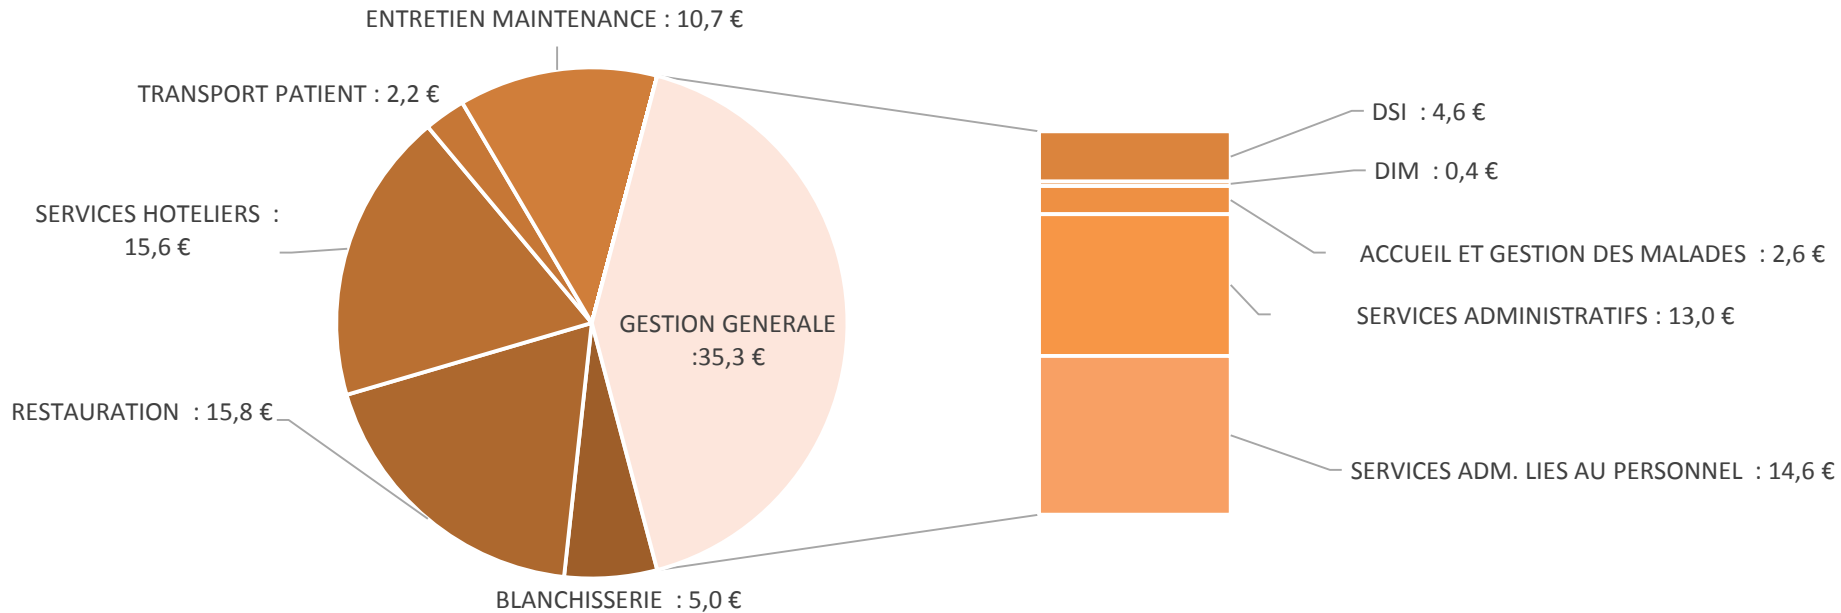 ENTRETIEN MAINTENANCE : 10,7 €
TRANSPORT PATIENT : 2,2 €
SERVICES HOTELIERS  :
15,6 €
RESTAURATION  : 15,8 €
BLANCHISSERIE  : 5,0 €
GESTION GENERALE
:35,3 €
DSI  : 4,6 €
DIM  : 0,4 €
ACCUEIL ET GESTION DES MALADES  : 2,6 €
SERVICES ADMINISTRATIFS : 13,0 €
SERVICES ADM. LIES AU PERSONNEL  : 14,6 €